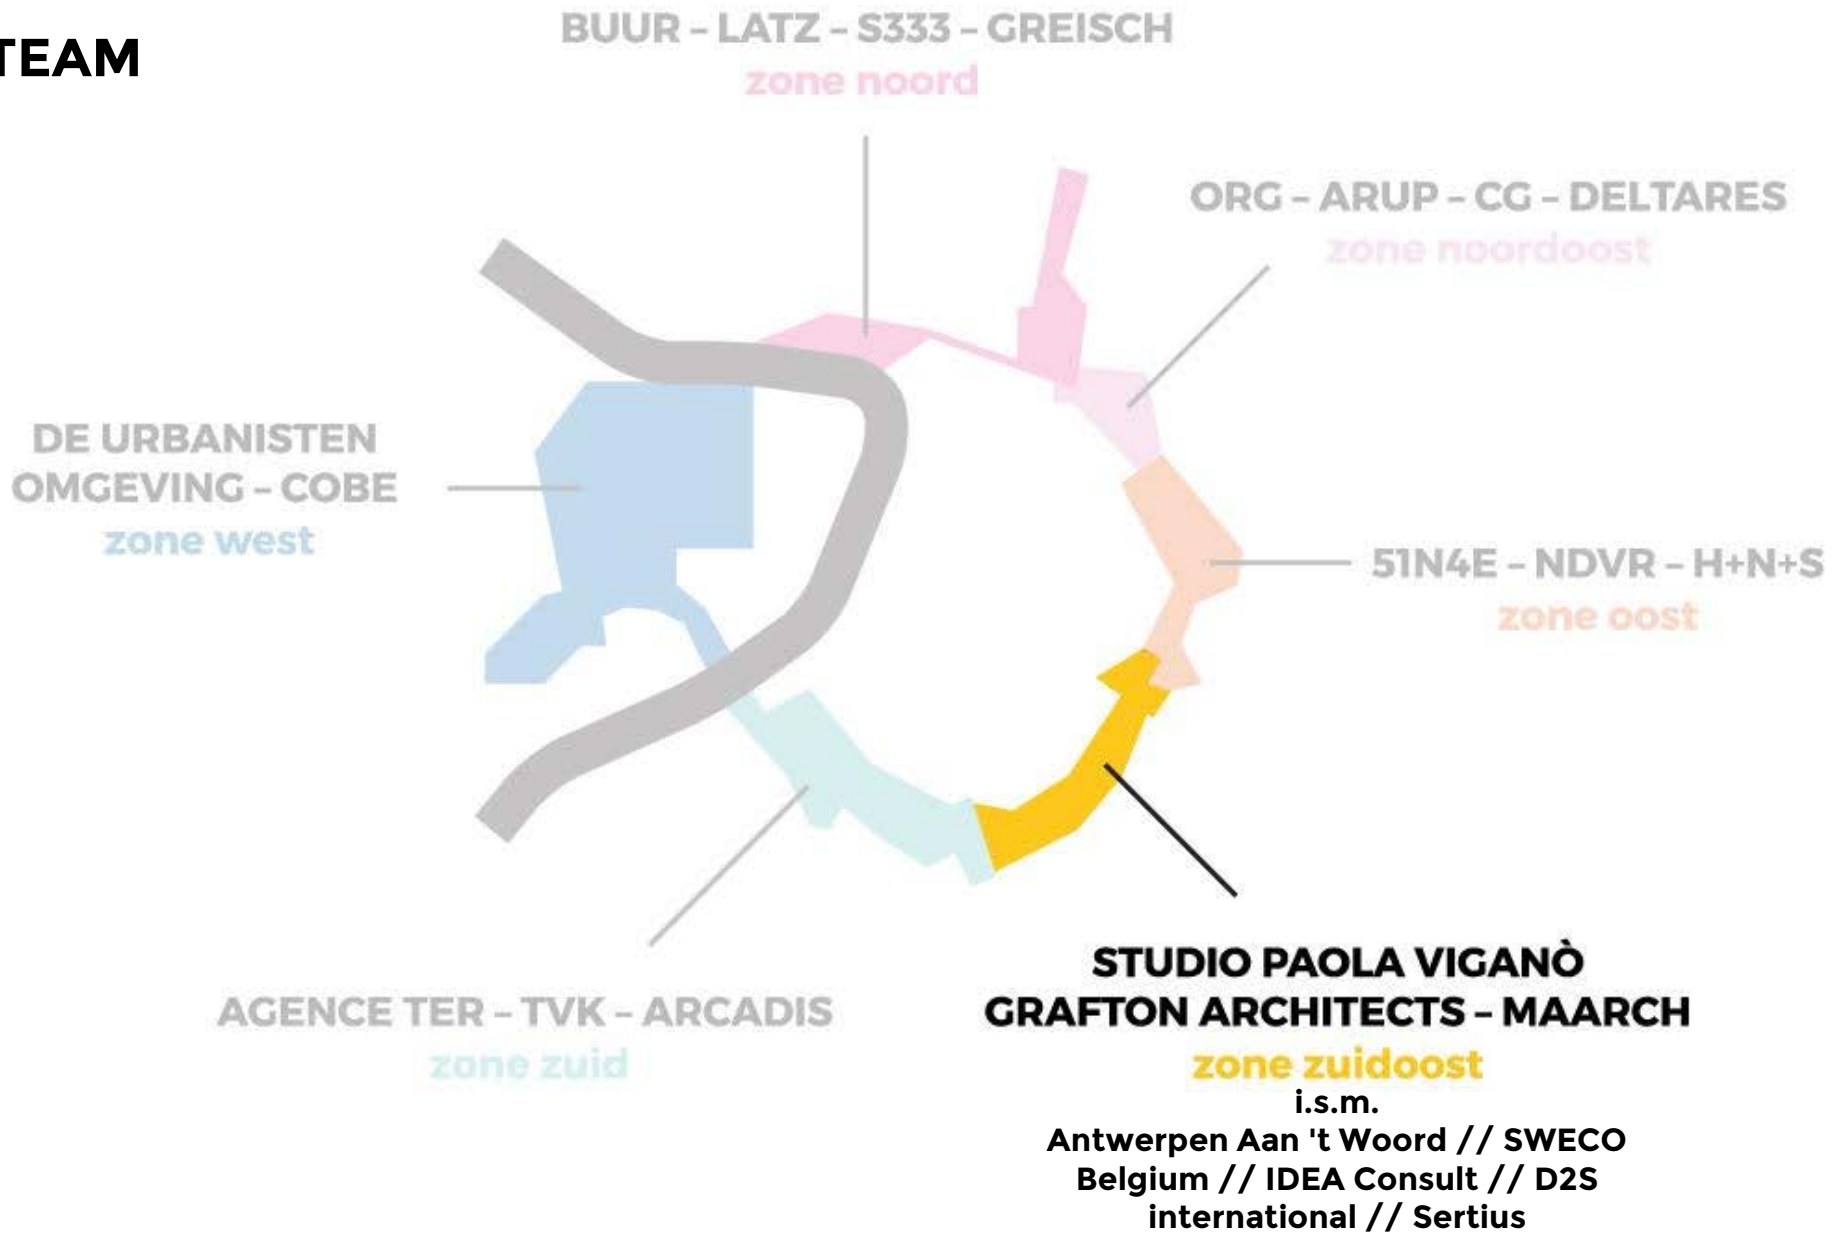 TEAM
BUUR – LATZ – S333 – GREISCH
zone noord
ORG – ARUP – CG – DELTARES
zone noordoost
DE URBANISTEN
OMGEVING – COBE
zone west
51N4E – NDVR – H+N+S
zone oost
AGENCE TER – TVK – ARCADIS
zone zuid
STUDIO PAOLA VIGANÒ
GRAFTON ARCHITECTS – MAARCH
zone zuidoost
i.s.m.
Antwerpen Aan 't Woord // SWECO
Belgium // IDEA Consult // D2S
international // Sertius